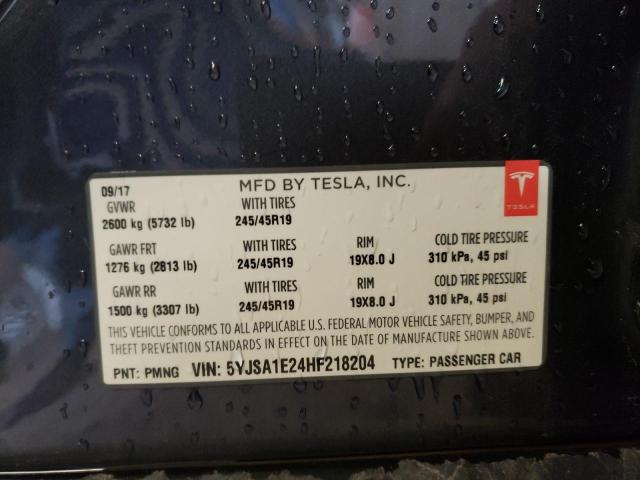 09/17 MFD BY TESLA, INC.
GVWR WITH TIRES
2600 kg (5732 lb) 245/45R19
TESLA
GAWR FRT WITH TIRES RIM COLD TIRE PRESSURE
1276 kg (2813 lb) 245/45R19 19X8.0 J 310 kPa, 45 psi
GAWR RR WITH TIRES RIM COLD TIRE PRESSURE
1500 kg (3307 lb) 245/45R19 19X8.0 J 310 kPa, 45 psi
THIS VEHICLE CONFORMS TO ALL APPLICABLE U.S. FEDERAL MOTOR VEHICLE SAFETY, BUMPER, AND
THEFT PREVENTION STANDARDS IN EFFECT ON THE DATE OF MANUFACTURE SHOWN ABOVE.
PNT: PMNG VIN: 5YJSA1E24HF218204 TYPE: PASSENGER CAR